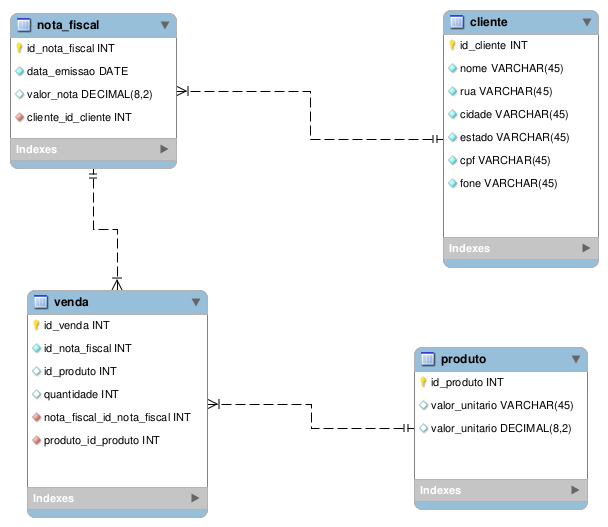 nota_fiscal
id_nota_fiscal INT
data_emissao DATE
valor_nota DECIMAL(8,2)
cliente_id_cliente INT
Indexes
cliente
id_cliente INT
nome VARCHAR(45)
rua VARCHAR(45)
cidade VARCHAR(45)
estado VARCHAR(45)
cpf VARCHAR(45)
fone VARCHAR(45)
Indexes
venda
id_venda INT
id_nota_fiscal INT
id_produto INT
quantidade INT
nota_fiscal_id_nota_fiscal INT
produto_id_produto INT
Indexes
produto
id_produto INT
valor_unitario VARCHAR(45)
valor_unitario DECIMAL(8,2)
Indexes